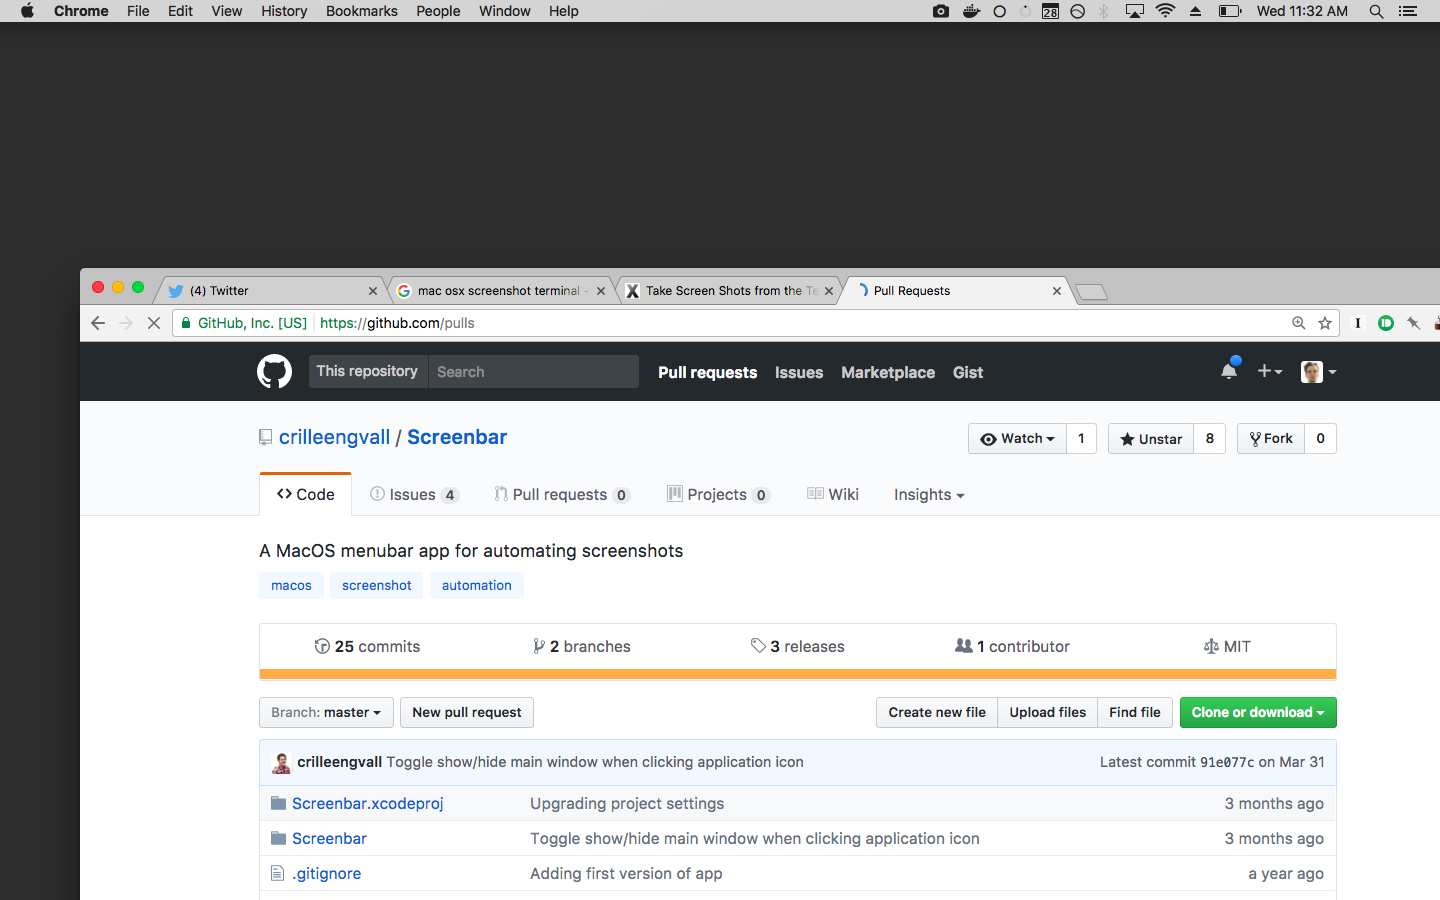 Chrome File Edit View History Bookmarks People Window Help 28 Wed 11:32 AM
(4) Twitter mac osx screenshot terminal - Take Screen Shots from the Te Pull Requests
GitHub, Inc. [US] https://github.com/pulls
This repository Search Pull requests Issues Marketplace Gist
crilleengvall / Screenbar Watch 1 Unstar 8 Fork 0
Code Issues 4 Pull requests 0 Projects 0 Wiki Insights
A MacOS menubar app for automating screenshots
macos screenshot automation
25 commits 2 branches 3 releases 1 contributor MIT
Branch: master New pull request Create new file Upload files Find file Clone or download
crilleengvall Toggle show/hide main window when clicking application icon Latest commit 91e077c on Mar 31
Screenbar.xcodeproj Upgrading project settings 3 months ago
Screenbar Toggle show/hide main window when clicking application icon 3 months ago
.gitignore Adding first version of app a year ago